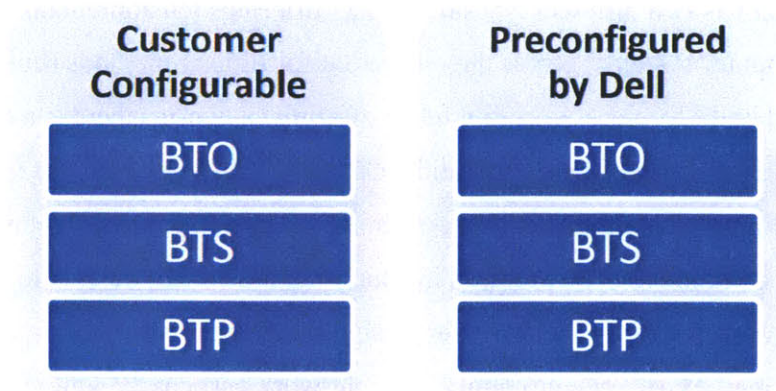 Customer
Configurable
BTO
BTS
BTP
Preconfigured
by Dell
BTO
BTS
BTP